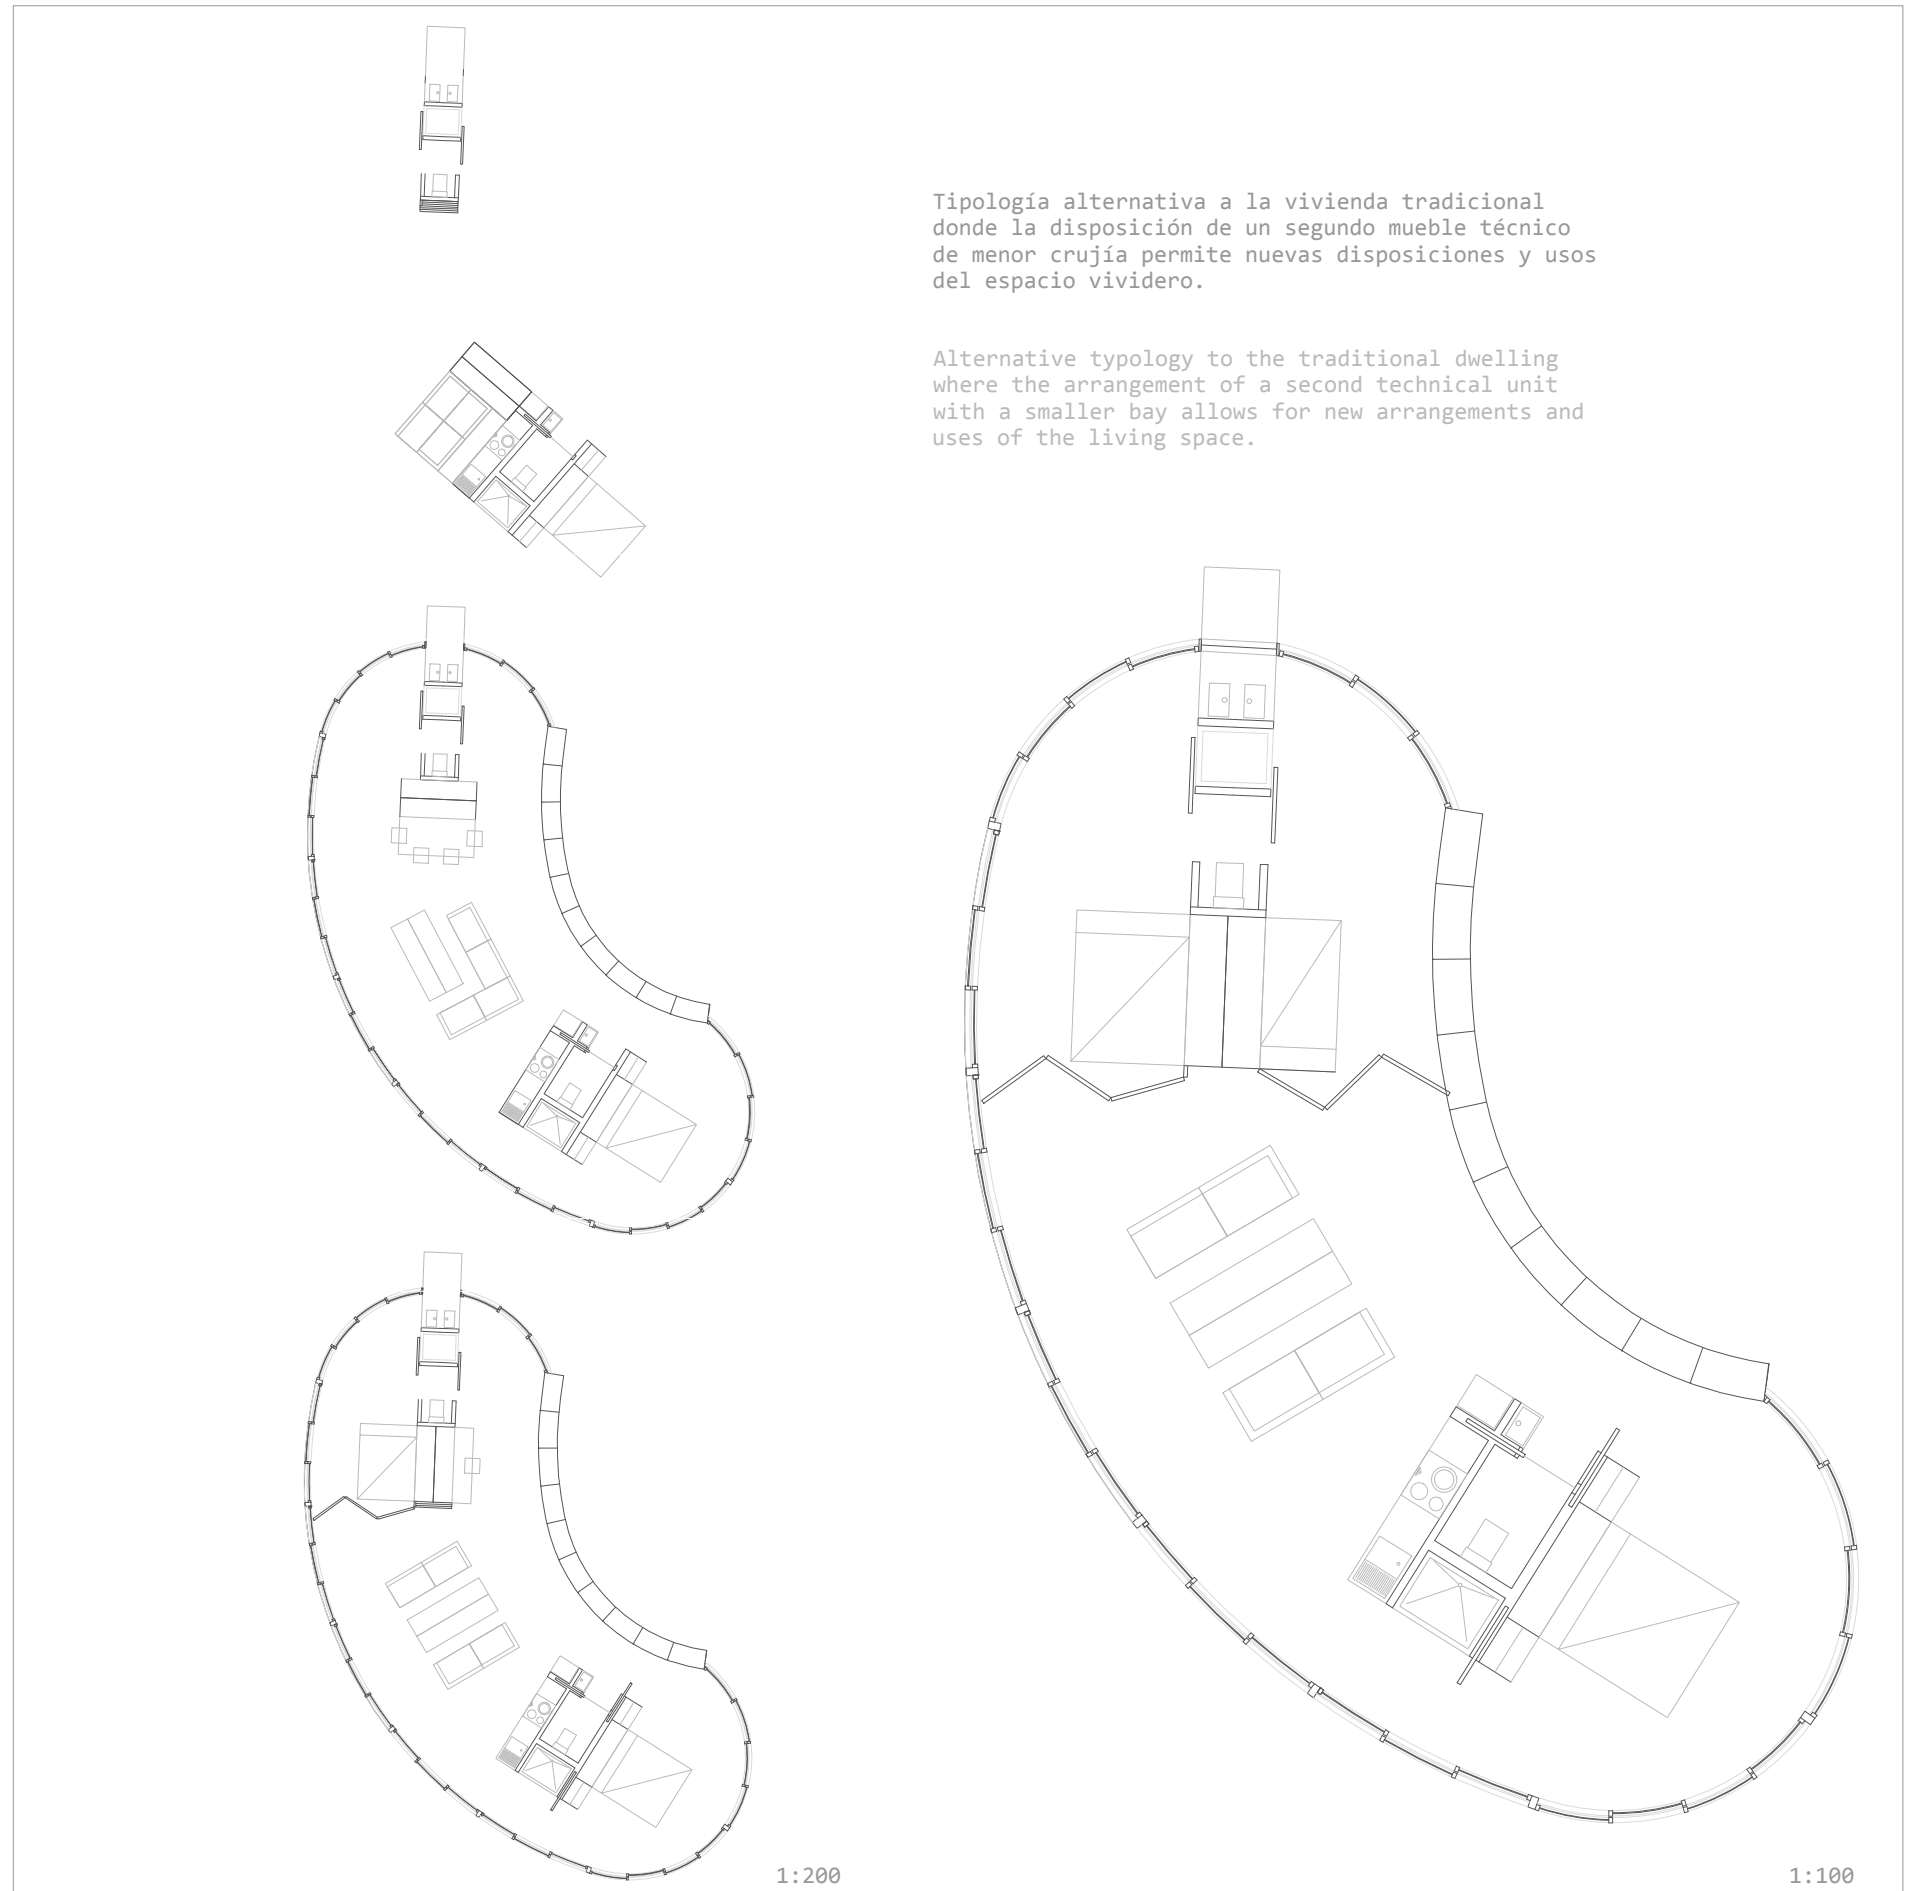 Tipología alternativa a la vivienda tradicional
donde la disposición de un segundo mueble técnico
de menor crujía permite nuevas disposiciones y usos
del espacio vividero.
Alternative typology to the traditional dwelling
where the arrangement of a second technical unit
with a smaller bay allows for new arrangements and
uses of the living space.
1:200
1:100